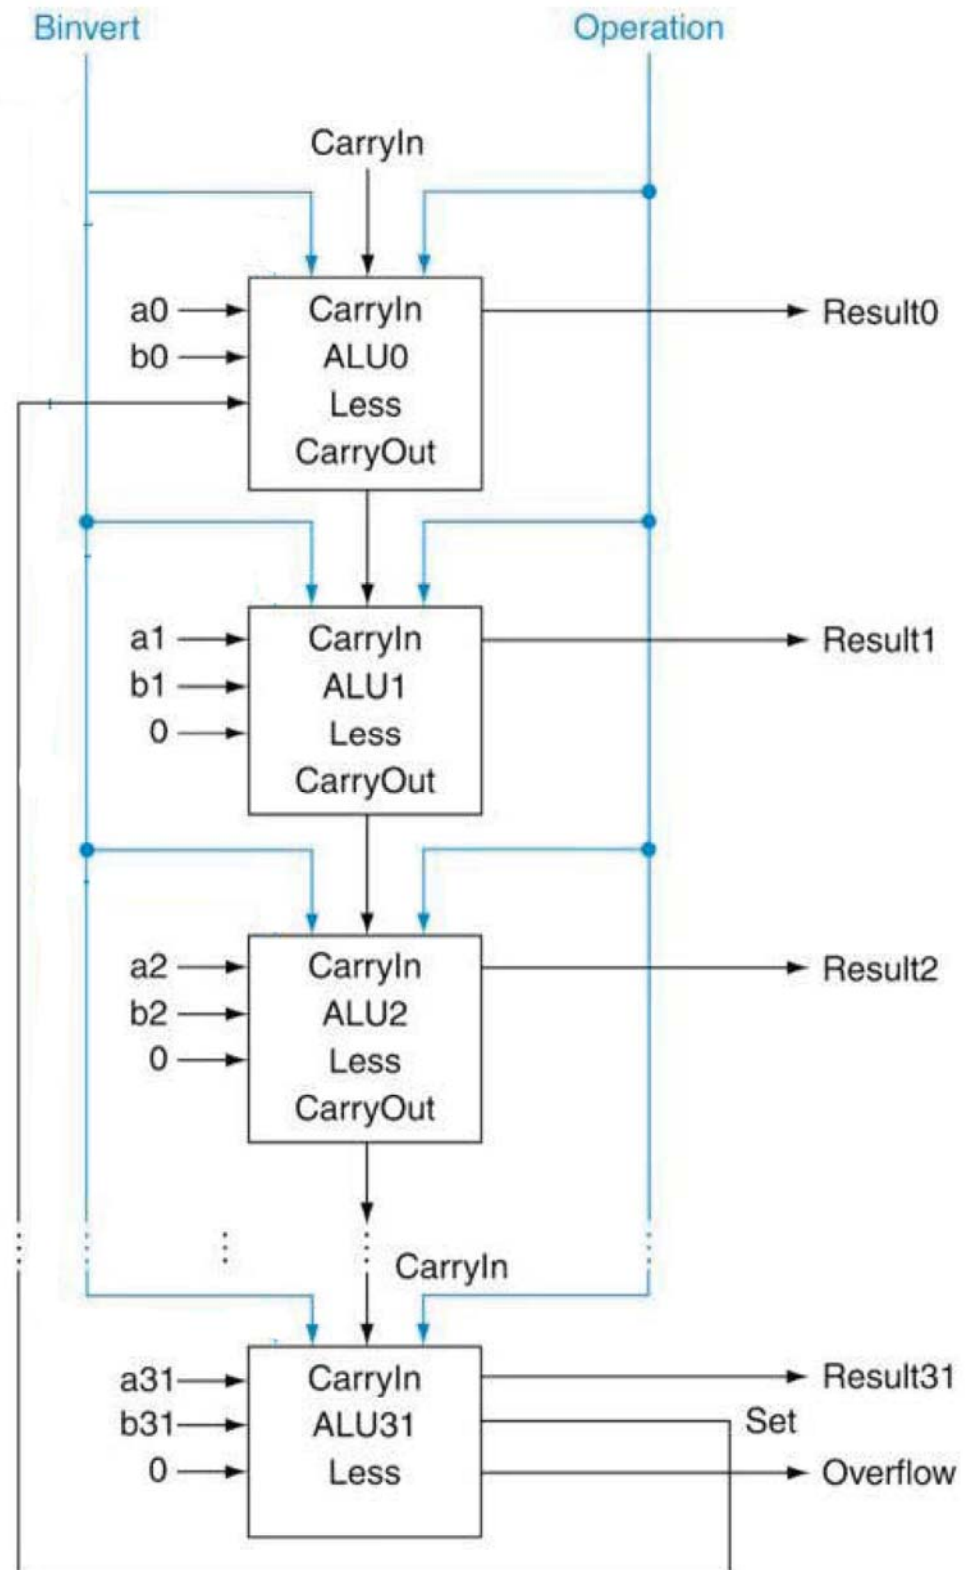 Binvert
Operation
CarryIn
a0
CarryIn
Result0
b0
ALU0
Less
CarryOut
a1
CarryIn
Result1
b1
ALU1
0
Less
CarryOut
a2
CarryIn
Result2
b2
ALU2
0
Less
CarryOut
CarryIn
a31
CarryIn
Result31
b31
ALU31
Set
0
Less
Overflow